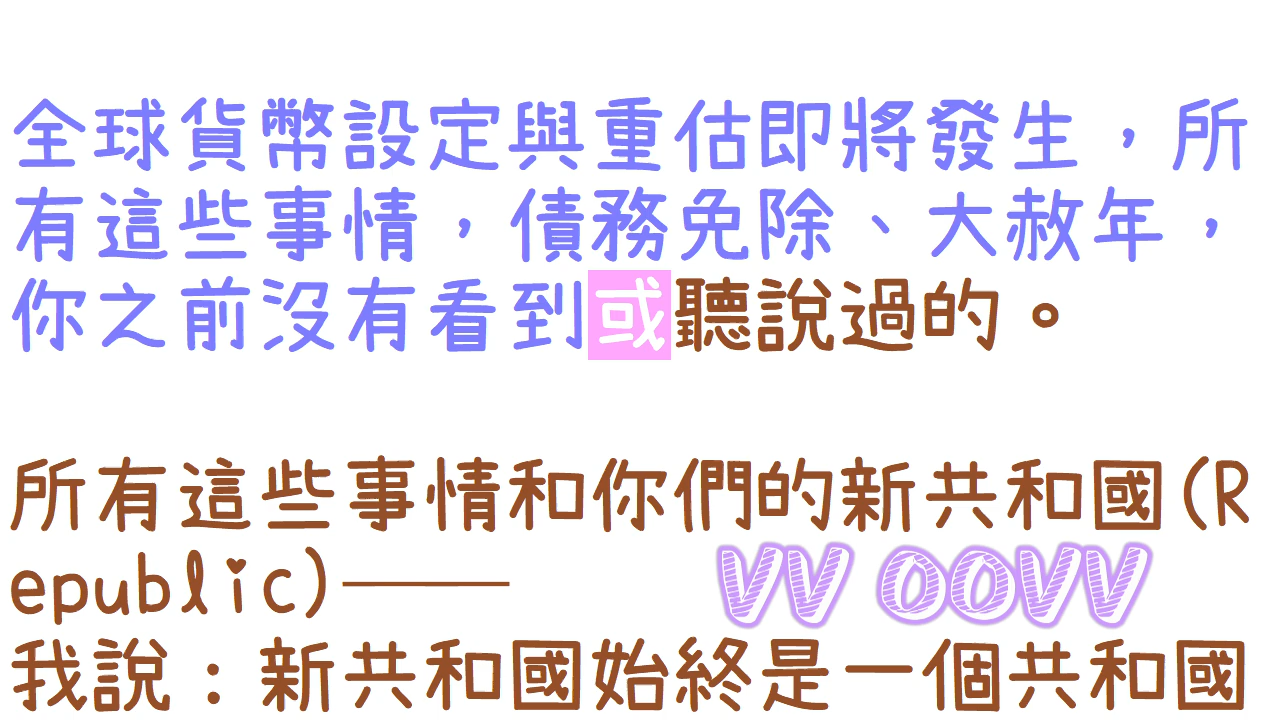 全球貨幣設定與重估即將發生，所
有這些事情，債務免除、大赦年，
你之前沒有看到或聽說過的。
所有這些事情和你們的新共和國(R
epublic)———
VV OOVV
我說：新共和國始終是一個共和國